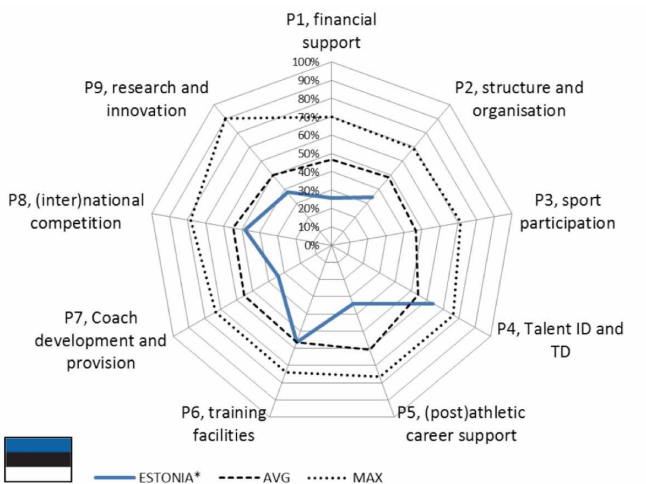 P1, financial
support
100%
90%
80%
70%
60%
50%
40%
30%
20%
10%
0%
P2, structure and
organisation
P3, sport
participation
P4, Talent ID and
TD
P5, (post)athletic
career support
P6, training
facilities
P7, Coach
development and
provision
P8, (inter)national
competition
P9, research and
innovation
ESTONIA* AVG MAX